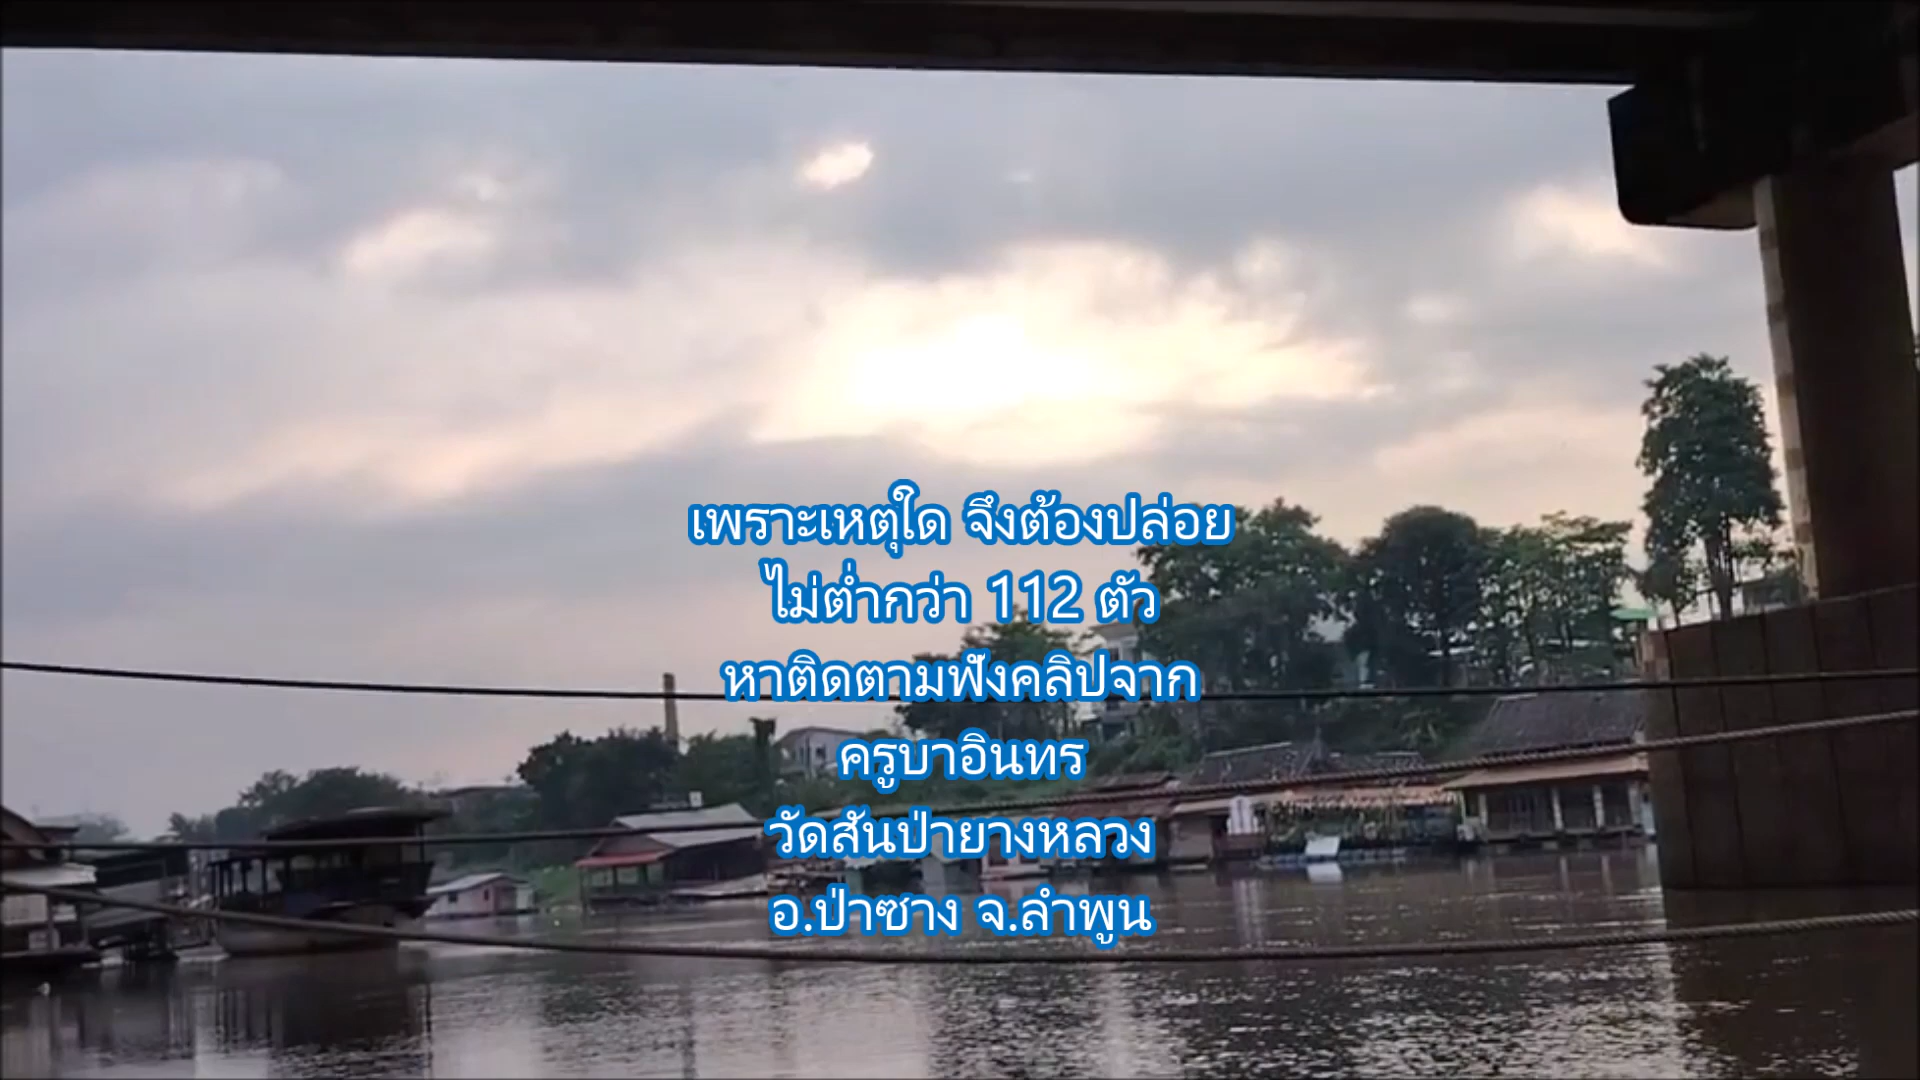 เพราะเหตุใด จึงต้องปล่อย
ไม่ต่ำกว่า 112 ตัว
หาติดตามฟังคลิปจาก
ครูบาอินทร
วัดสันป่ายางหลวง
อ.ป่าซาง จ.ลำพูน